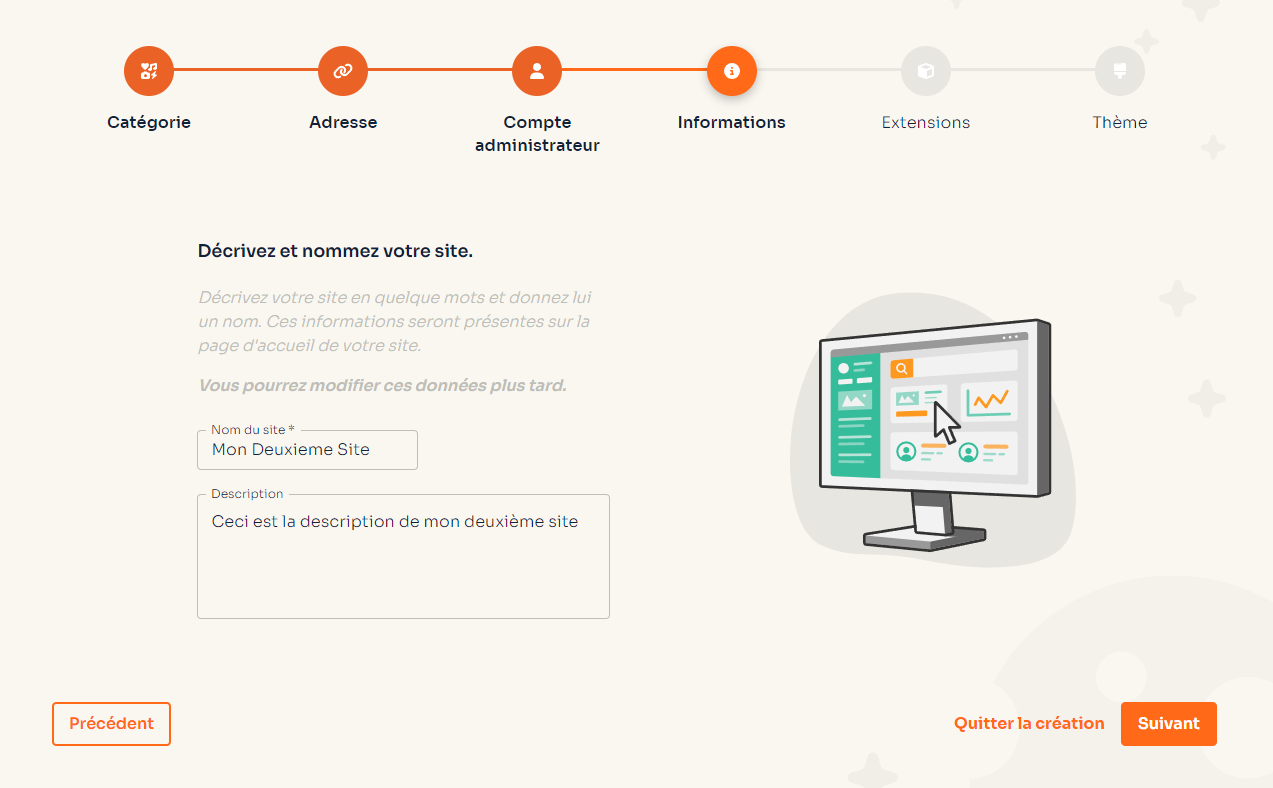 Catégorie
Adresse
Compte
administrateur
Informations
Extensions
Thème
Décrivez et nommez votre site.
Décrivez votre site en quelque mots et donnez lui
un nom. Ces informations seront présentes sur la
page d'accueil de votre site.
Vous pourrez modifier ces données plus tard.
Nom du site *
Mon Deuxieme Site
Description
Ceci est la description de mon deuxième site
Précédent
Quitter la création
Suivant